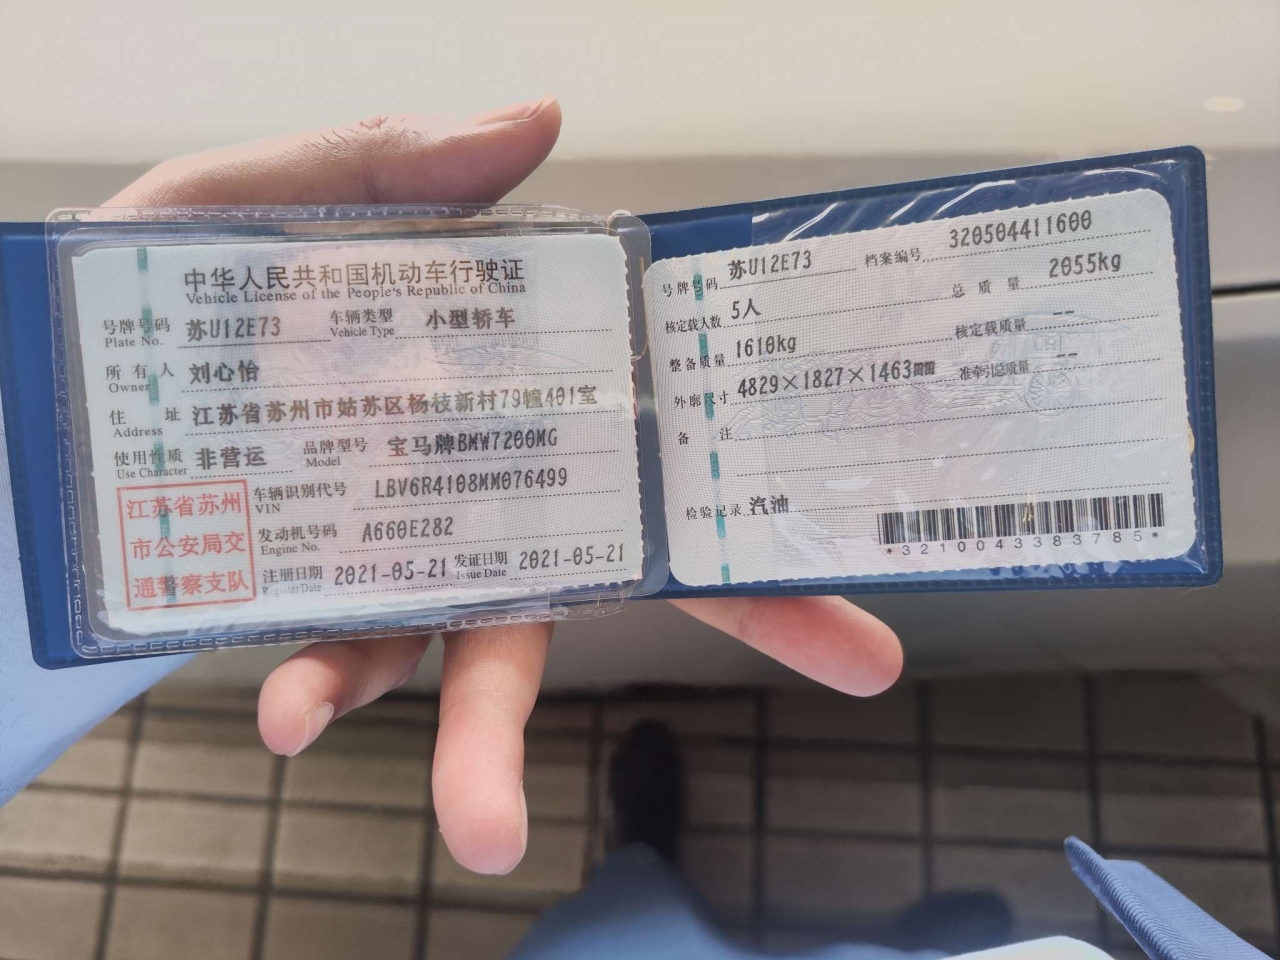 中华人民共和国机动车行驶证
Vehicle License of the People's Republic of China
号牌号码 苏U12E73 车辆类型 小型轿车
Plate No. Vehicle Type
所有人 刘心怡
Owner
住址 江苏省苏州市姑苏区杨枝新村79幢401室
Address
使用性质 非营运 品牌型号 宝马牌BMW7200MG
Use Character Model
江苏省苏州
市公安局交
通警察支队
车辆识别代号 LBV6R4108MM076499
VIN
发动机号码 A660E282
Engine No.
注册日期 2021-05-21 发证日期 2021-05-21
Register Date Issue Date
号牌号码 苏U12E73 档案编号 320504411600
核定载人数 5人 总质量 2055kg
整备质量 1610kg 核定载质量 --
外廓尺寸 4829×1827×1463mm 准牵引总质量 --
备注
检验记录 汽油
*3210043383785*